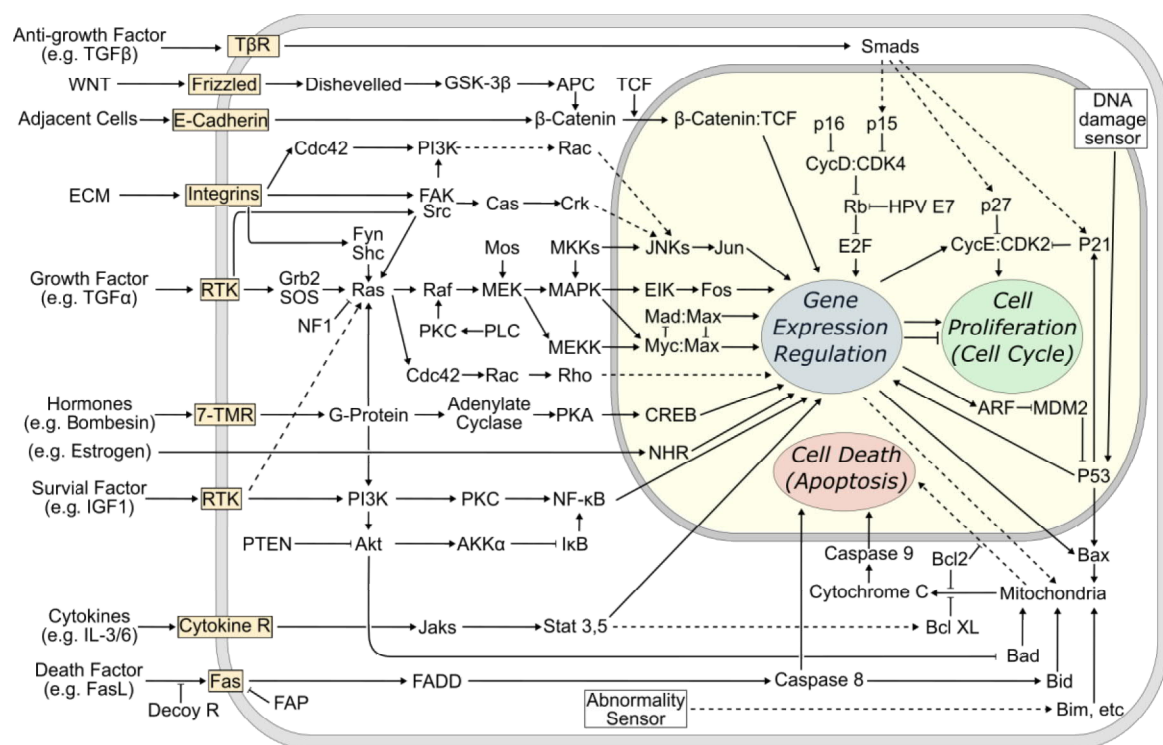 Anti-growth Factor
(e.g. TGFβ)
TβR
Smads
WNT
Frizzled
Dishevelled
GSK-3β
APC
TCF
DNA
damage
sensor
Adjacent Cells
E-Cadherin
β-Catenin
β-Catenin:TCF
p16
p15
CycD:CDK4
Cdc42
PI3K
Rac
ECM
Integrins
FAK
Src
Cas
Crk
Rb
HPV E7
p27
Fyn
Shc
Mos
MKKs
JNKs
Jun
E2F
CycE:CDK2
P21
Growth Factor
(e.g. TGFα)
RTK
Grb2
SOS
Ras
Raf
MEK
MAPK
EIK
Fos
NF1
PKC
PLC
Mad:Max
MEKK
Myc:Max
Gene
Expression
Regulation
Cell
Proliferation
(Cell Cycle)
Cdc42
Rac
Rho
Hormones
(e.g. Bombesin)
7-TMR
G-Protein
Adenylate
Cyclase
PKA
CREB
ARF
MDM2
(e.g. Estrogen)
NHR
Cell Death
(Apoptosis)
P53
Survial Factor
(e.g. IGF1)
RTK
PI3K
PKC
NF-κB
PTEN
Akt
AKKα
IκB
Caspase 9
Bcl2
Bax
Cytochrome C
Mitochondria
Cytokines
(e.g. IL-3/6)
Cytokine R
Jaks
Stat 3,5
Bcl XL
Bad
Death Factor
(e.g. FasL)
Fas
FADD
Caspase 8
Bid
Decoy R
FAP
Abnormality
Sensor
Bim, etc